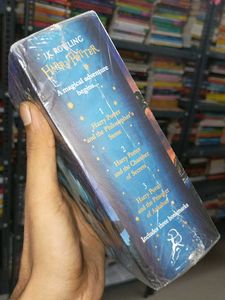 J.K. ROWLING
HARRY POTTER
A magical adventure
begins...
1
Harry Potter
and the Philosopher's
Stone
2
Harry Potter
and the Chamber
of Secrets
3
Harry Potter
and the Prisoner
of Azkaban
Includes three bookmarks